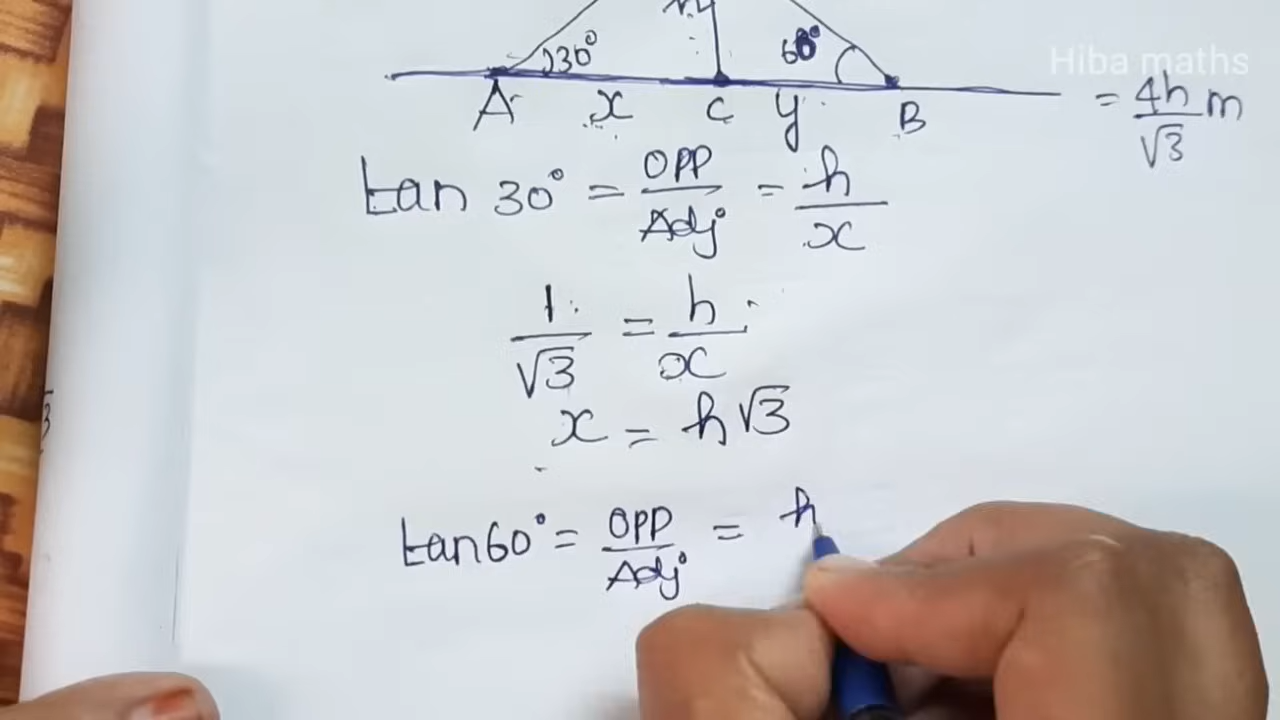 30° 60°
Hiba maths
A x C y B
= 4h/√3 m
tan 30° = OPP/Adj = h/x
1/√3 = h/x
x = h√3
tan 60° = OPP/Adj = h